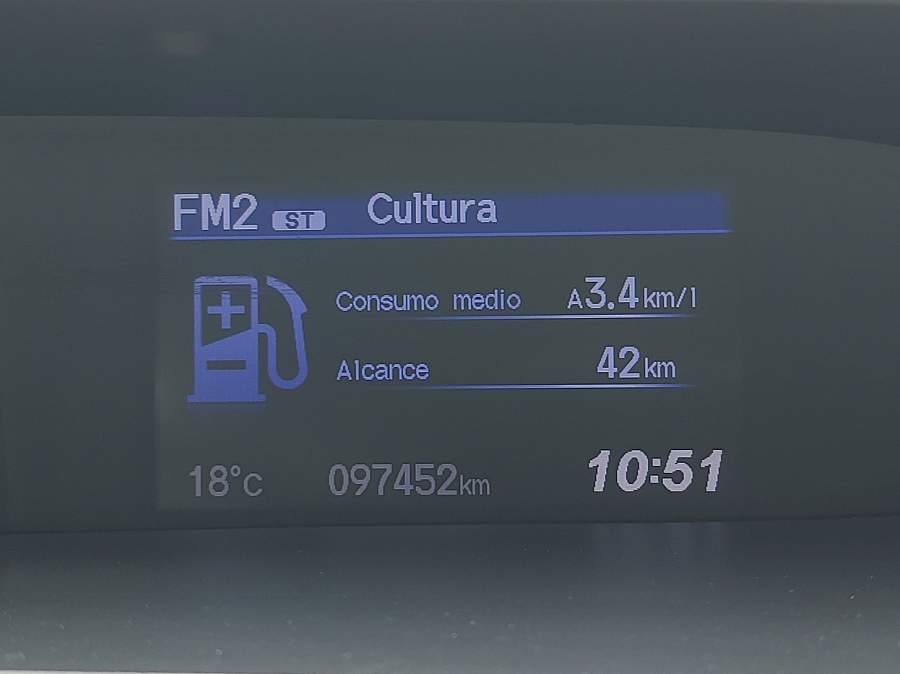 FM2 ST Cultura
Consumo medio A3.4km/l
Alcance 42km
18°C 097452km 10:51